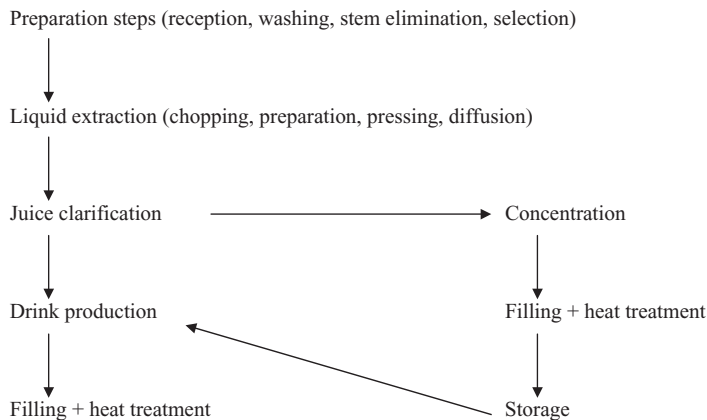 Preparation steps (reception, washing, stem elimination, selection)
Liquid extraction (chopping, preparation, pressing, diffusion)
Juice clarification
Concentration
Drink production
Filling + heat treatment
Filling + heat treatment
Storage